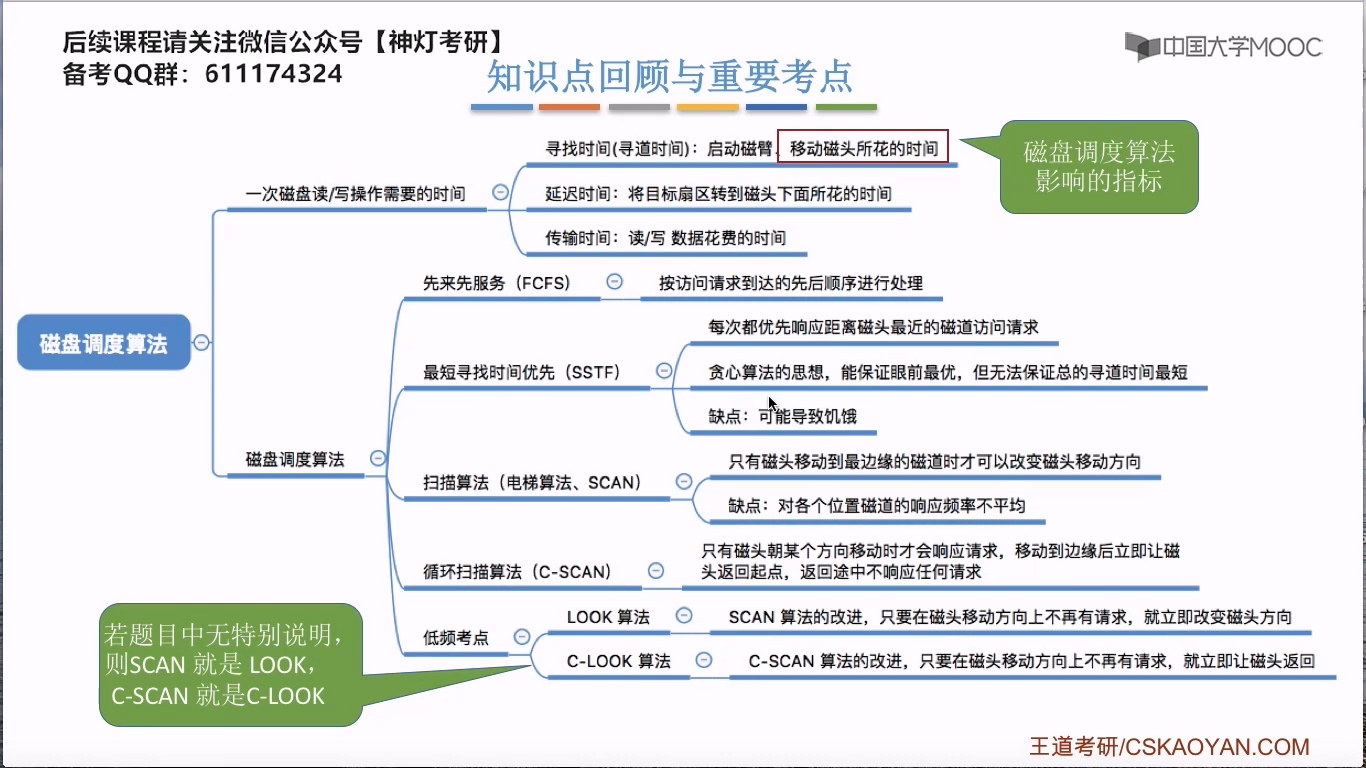 后续课程请关注微信公众号【神灯考研】
备考QQ群：611174324
中国大学MOOC
知识点回顾与重要考点
寻找时间(寻道时间)：启动磁臂、移动磁头所花的时间
磁盘调度算法
影响的指标
一次磁盘读/写操作需要的时间
延迟时间：将目标扇区转到磁头下面所花的时间
传输时间：读/写 数据花费的时间
先来先服务（FCFS）
按访问请求到达的先后顺序进行处理
每次都优先响应距离磁头最近的磁道访问请求
磁盘调度算法
最短寻找时间优先（SSTF）
贪心算法的思想，能保证眼前最优，但无法保证总的寻道时间最短
缺点：可能导致饥饿
磁盘调度算法
扫描算法（电梯算法、SCAN）
只有磁头移动到最边缘的磁道时才可以改变磁头移动方向
缺点：对各个位置磁道的响应频率不平均
循环扫描算法（C-SCAN）
只有磁头朝某个方向移动时才会响应请求，移动到边缘后立即让磁
头返回起点，返回途中不响应任何请求
低频考点
LOOK 算法
SCAN 算法的改进，只要在磁头移动方向上不再有请求，就立即改变磁头方向
C-LOOK 算法
C-SCAN 算法的改进，只要在磁头移动方向上不再有请求，就立即让磁头返回
若题目中无特别说明，
则SCAN 就是 LOOK，
C-SCAN 就是C-LOOK
王道考研/CSKAOYAN.COM